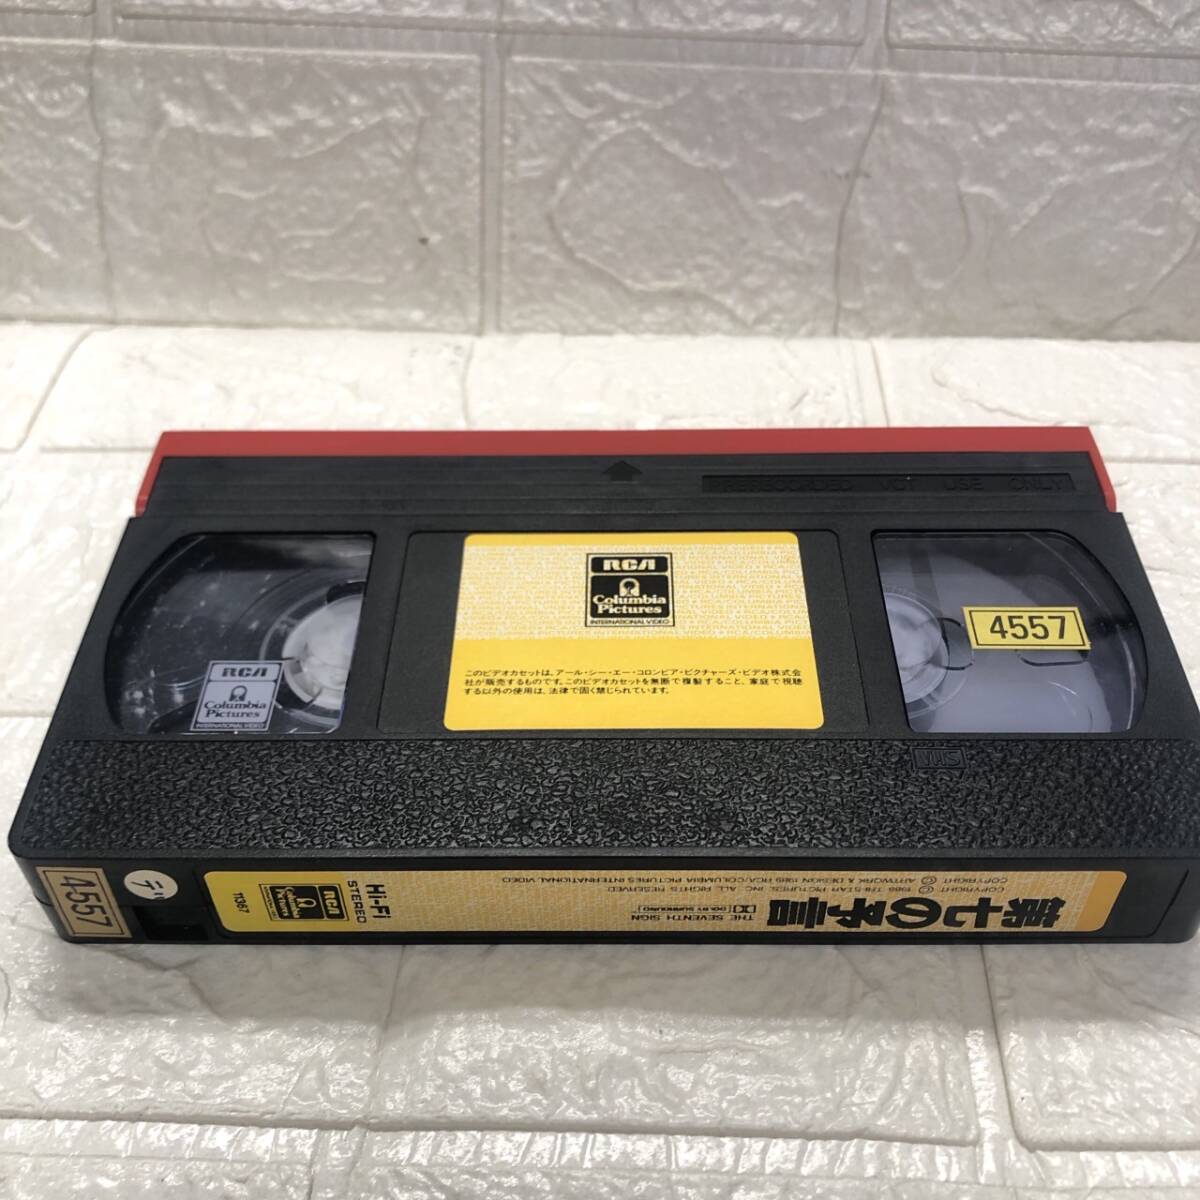 PRERECORDED VCT USE ONLY
RCA
Columbia
Pictures
INTERNATIONAL VIDEO
このビデオカセットは、アール・シー・エー・コロンビア・ピクチャーズ・ビデオ株式会
社が販売するものです。このビデオカセットを無断で複製すること、家庭で視聴
する以外の使用は、法律で固く禁じられています。
4557
RCA
Columbia
Pictures
INTERNATIONAL VIDEO
VHS
4557
テ
第七の予言
THE SEVENTH SIGN
DOLBY SURROUND
COPYRIGHT © 1988 TRI-STAR PICTURES, INC. ALL RIGHTS RESERVED
COPYRIGHT © ARTWORK & DESIGN 1989 RCA/COLUMBIA PICTURES INTERNATIONAL VIDEO
Hi-Fi
STEREO
RCA
Columbia
Pictures
T1367